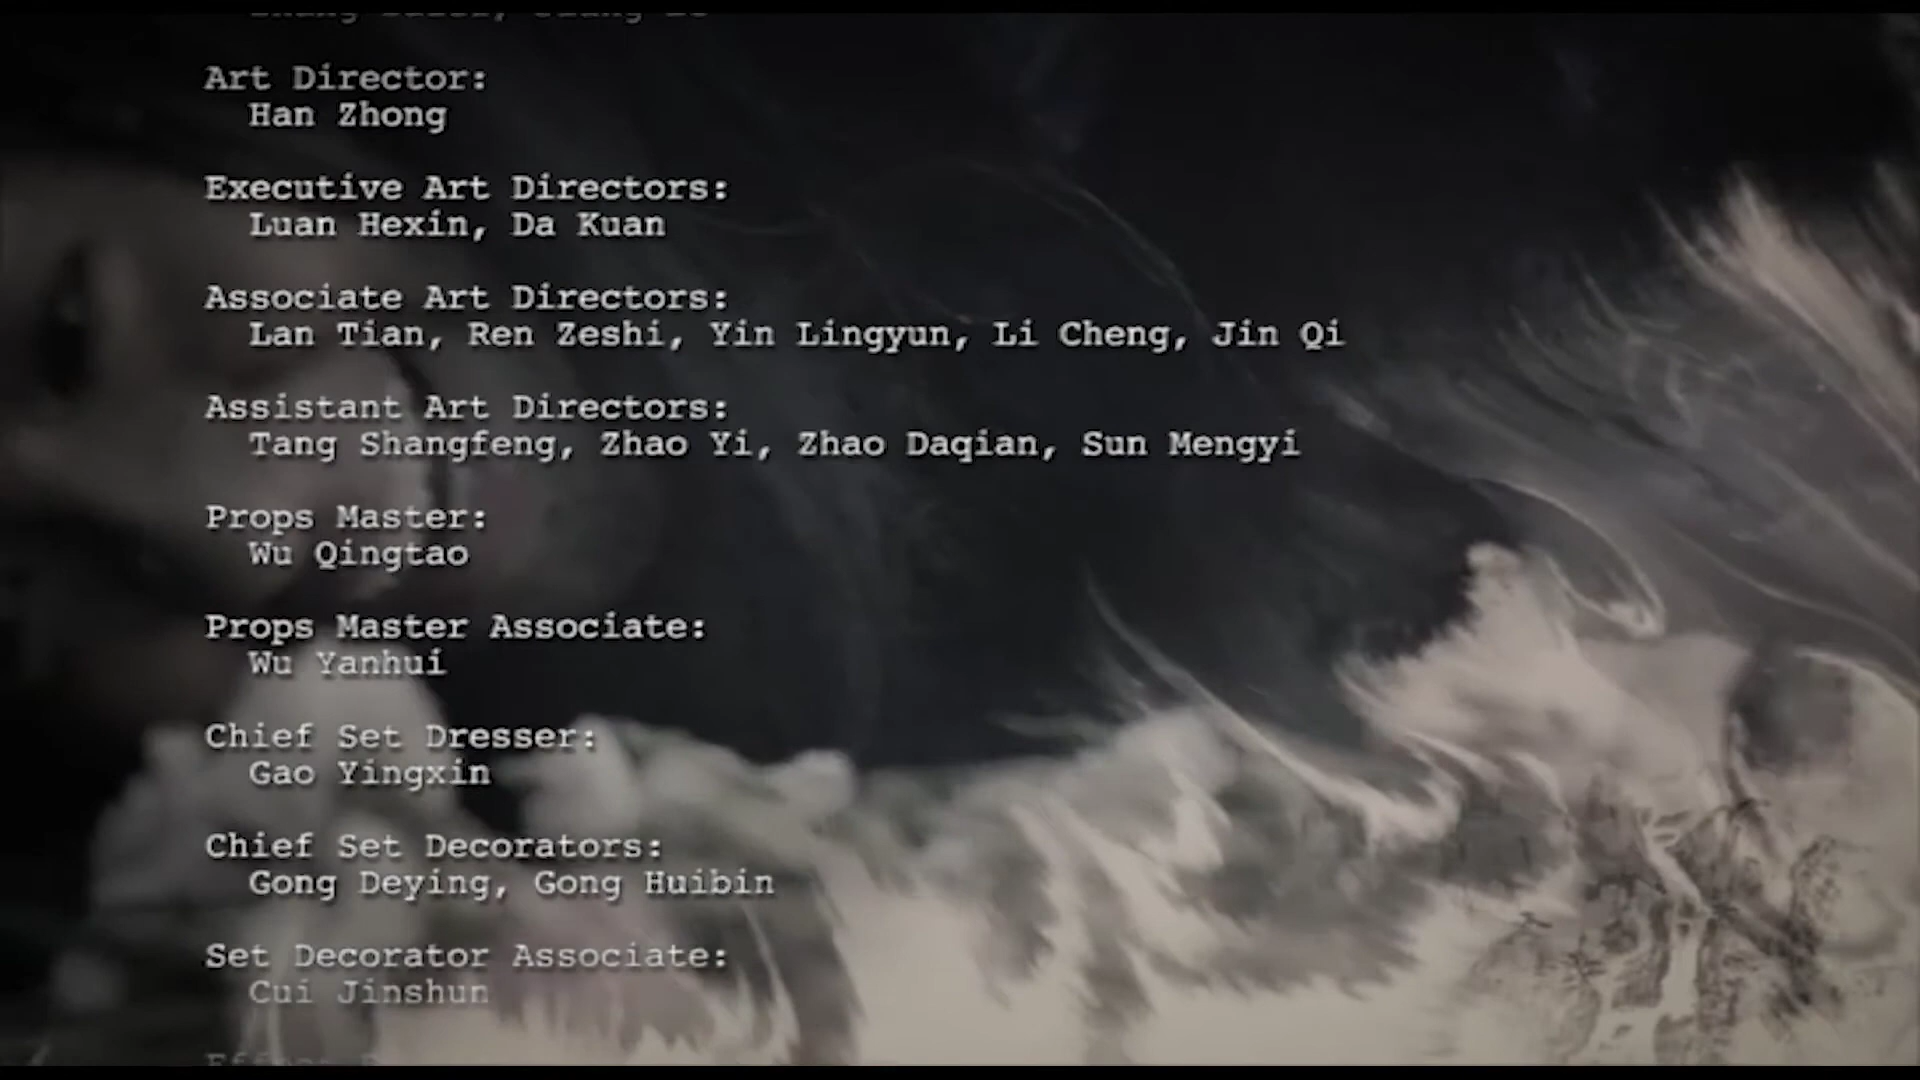 Art Director:
Han Zhong
Executive Art Directors:
Luan Hexin, Da Kuan
Associate Art Directors:
Lan Tian, Ren Zeshi, Yin Lingyun, Li Cheng, Jin Qi
Assistant Art Directors:
Tang Shangfeng, Zhao Yi, Zhao Daqian, Sun Mengyi
Props Master:
Wu Qingtao
Props Master Associate:
Wu Yanhui
Chief Set Dresser:
Gao Yingxin
Chief Set Decorators:
Gong Deying, Gong Huibin
Set Decorator Associate:
Cui Jinshun